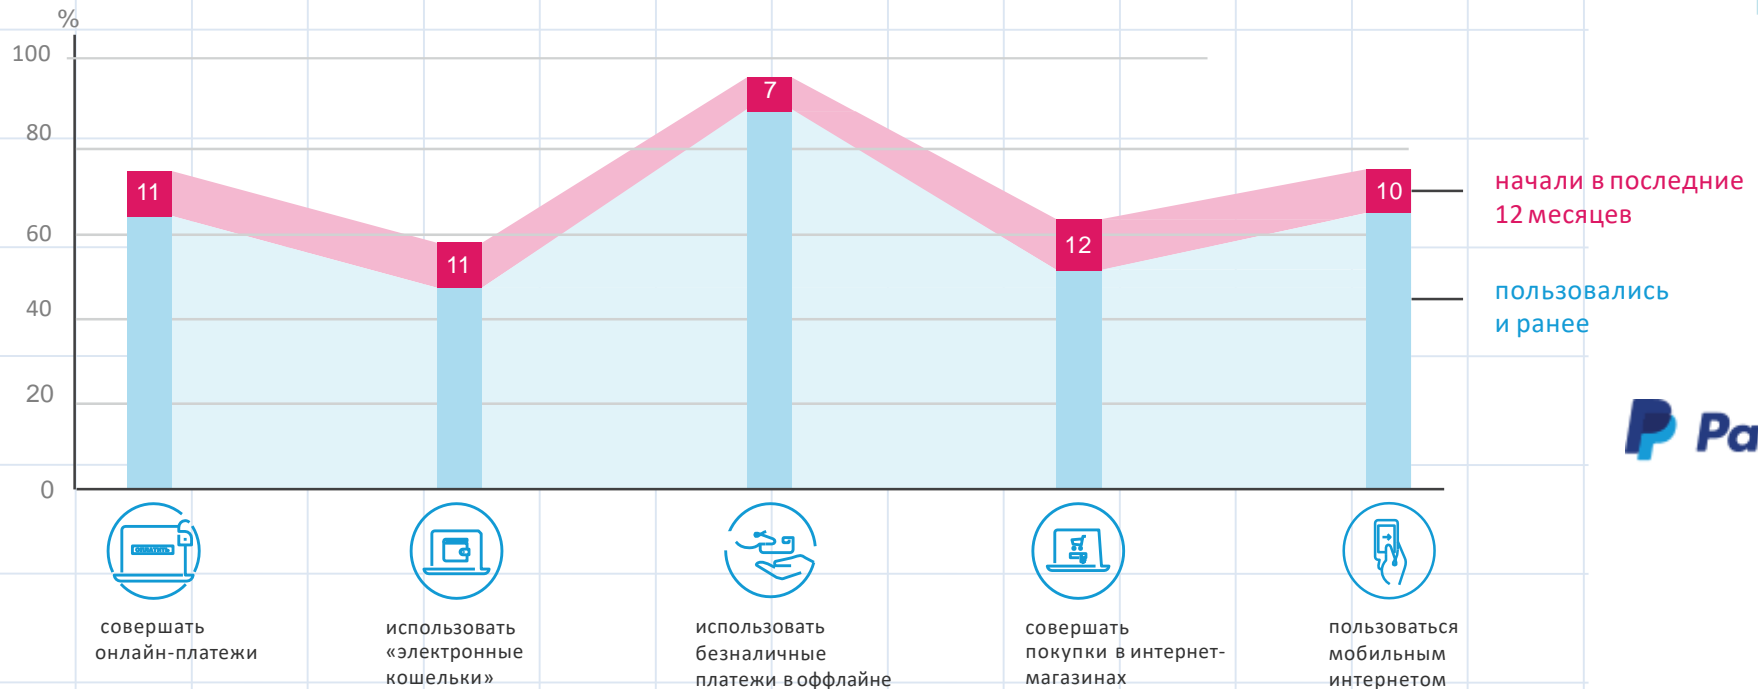 %
100
80
60
40
20
0
11
11
7
12
10
начали в последние
12 месяцев
пользовались
и ранее
Pa
ОПЛАТИТЬ
совершать
онлайн-платежи
использовать
«электронные
кошельки»
использовать
безналичные
платежи в оффлайне
совершать
покупки в интернет-
магазинах
пользоваться
мобильным
интернетом